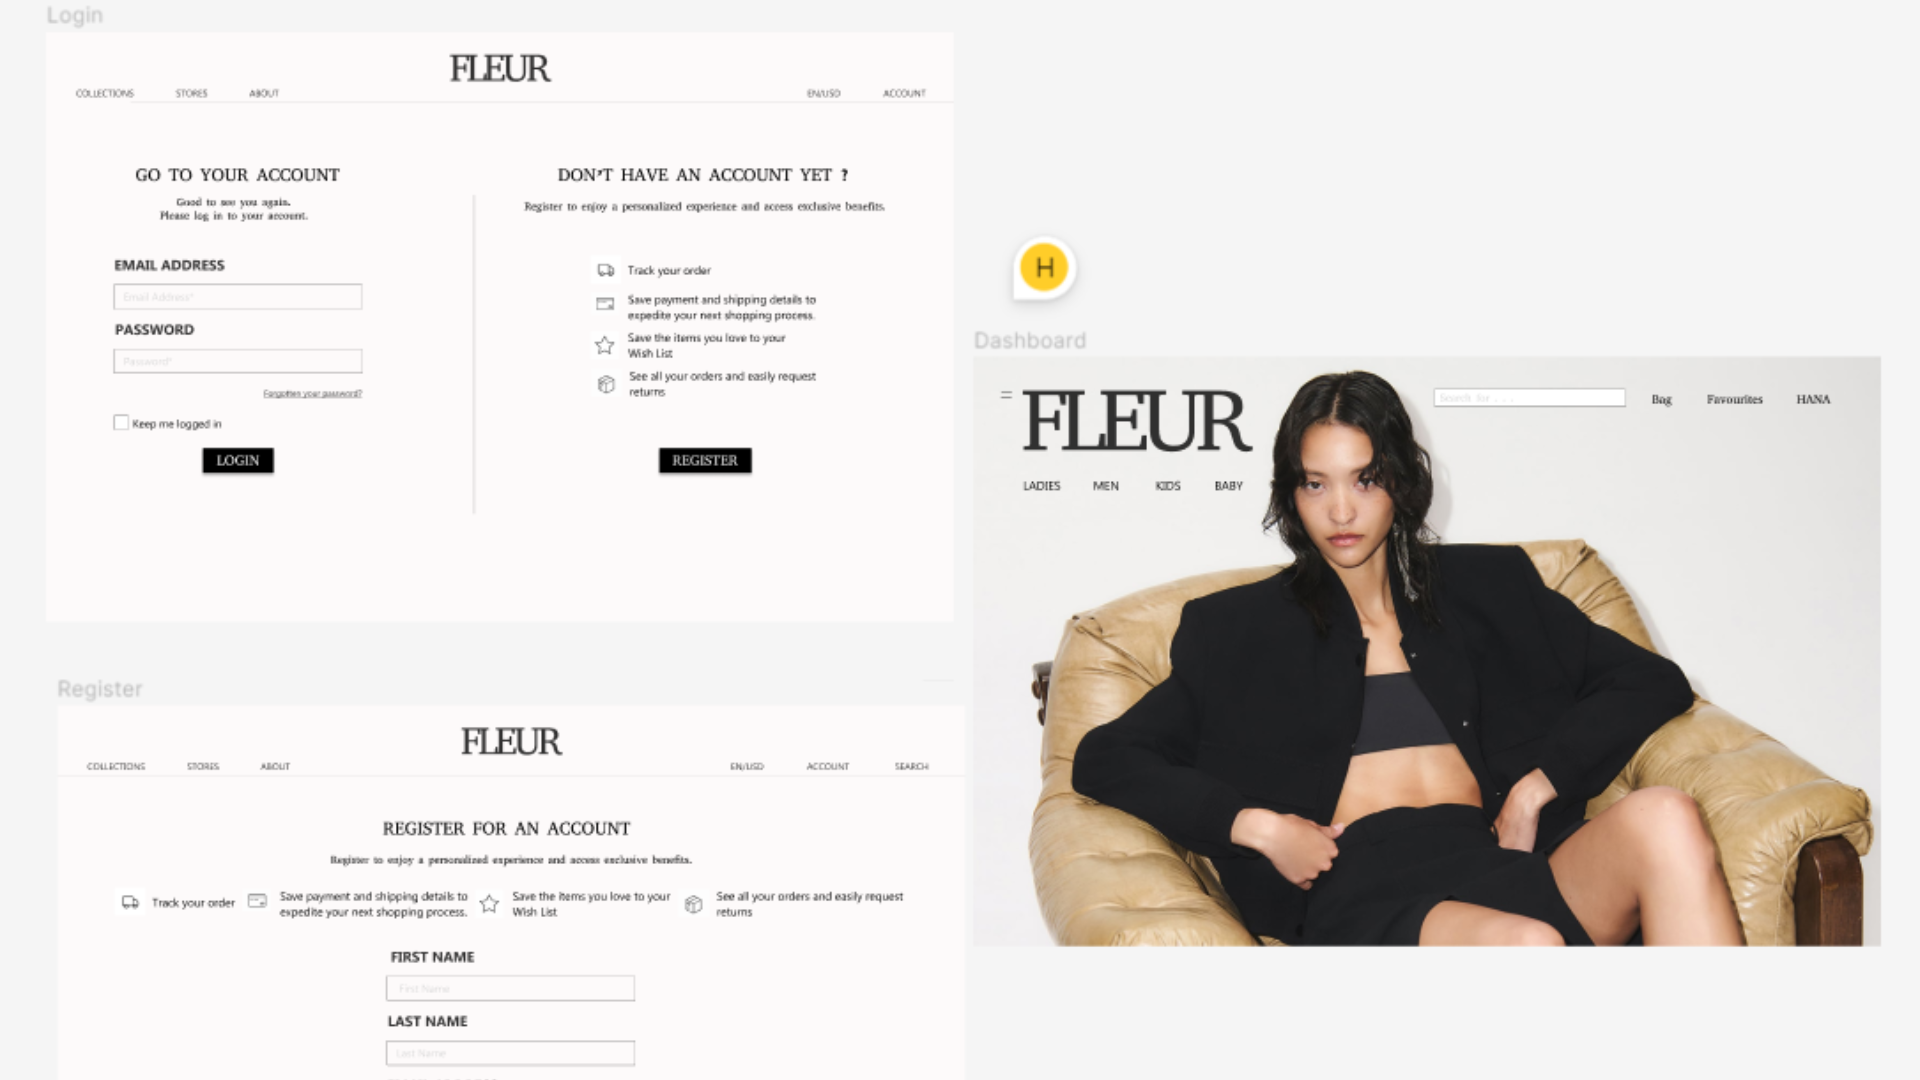 Login
FLEUR
COLLECTIONS STORES ABOUT EN/USD ACCOUNT
GO TO YOUR ACCOUNT
Good to see you again.
Please log in to your account.
EMAIL ADDRESS
Email Address*
PASSWORD
Password*
Forgotten your password?
Keep me logged in
LOGIN
DON'T HAVE AN ACCOUNT YET ?
Register to enjoy a personalized experience and access exclusive benefits.
Track your order
Save payment and shipping details to
expedite your next shopping process.
Save the items you love to your
Wish List
See all your orders and easily request
returns
REGISTER
H
Dashboard
FLEUR
Search for . . .
Bag Favourites HANA
LADIES MEN KIDS BABY
Register
FLEUR
COLLECTIONS STORES ABOUT EN/USD ACCOUNT SEARCH
REGISTER FOR AN ACCOUNT
Register to enjoy a personalized experience and access exclusive benefits.
Track your order
Save payment and shipping details to
expedite your next shopping process.
Save the items you love to your
Wish List
See all your orders and easily request
returns
FIRST NAME
First Name
LAST NAME
Last Name